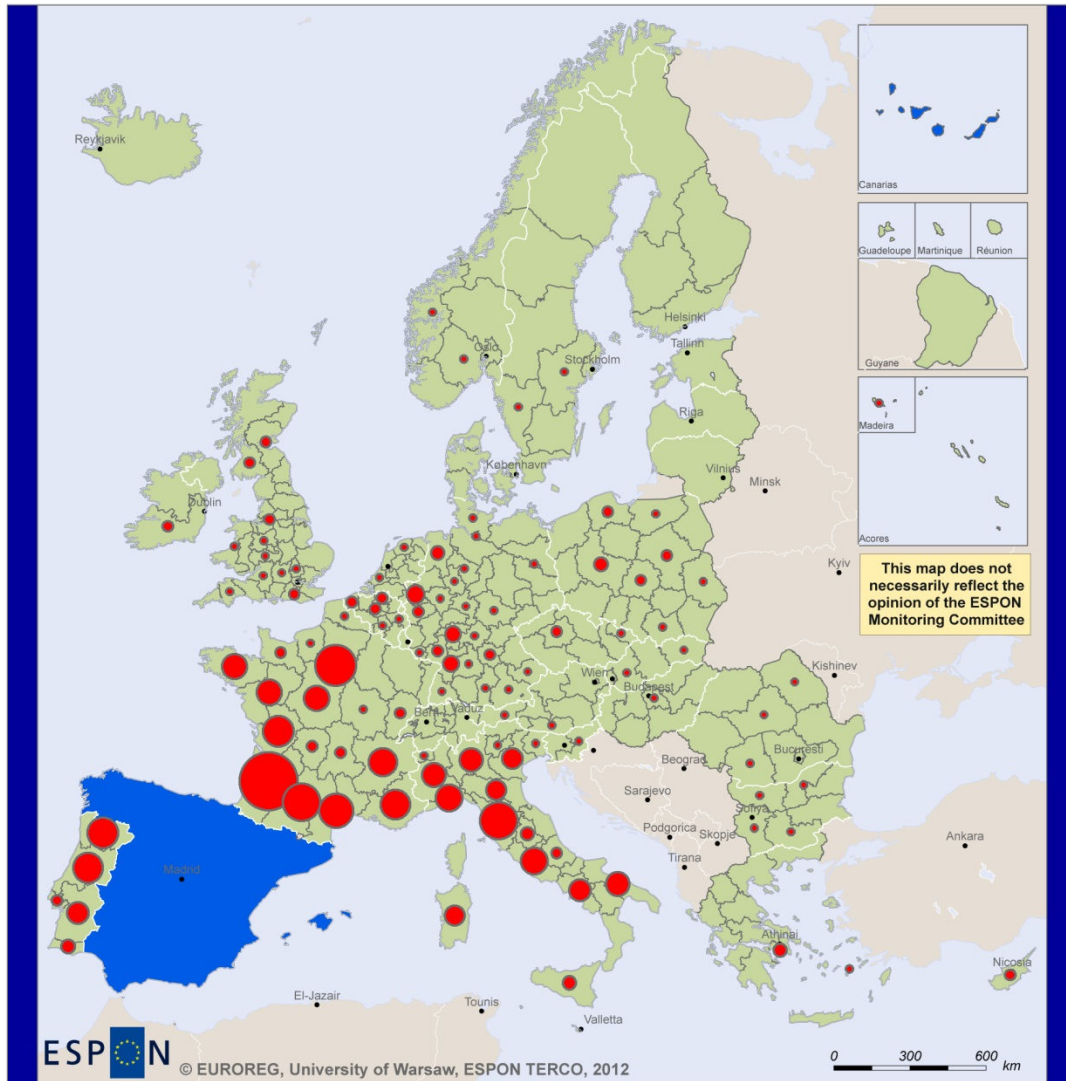 Reykjavik
Canarias
Guadeloupe
Martinique
Réunion
Guyane
Madeira
Acores
This map does not
necessarily reflect the
opinion of the ESPON
Monitoring Committee
Helsinki
Tallinn
Oslo
Stockholm
Riga
København
Vilnius
Minsk
Dublin
Kyiv
Kishinev
Wien
Budapest
Bern
Vaduz
Bucuresti
Beograd
Sarajevo
Sofiya
Podgorica
Skopje
Ankara
Tirana
Madrid
Athinai
Nicosia
El-Jazair
Tounis
Valletta
ESPON
© EUROREG, University of Warsaw, ESPON TERCO, 2012
0 300 600
km